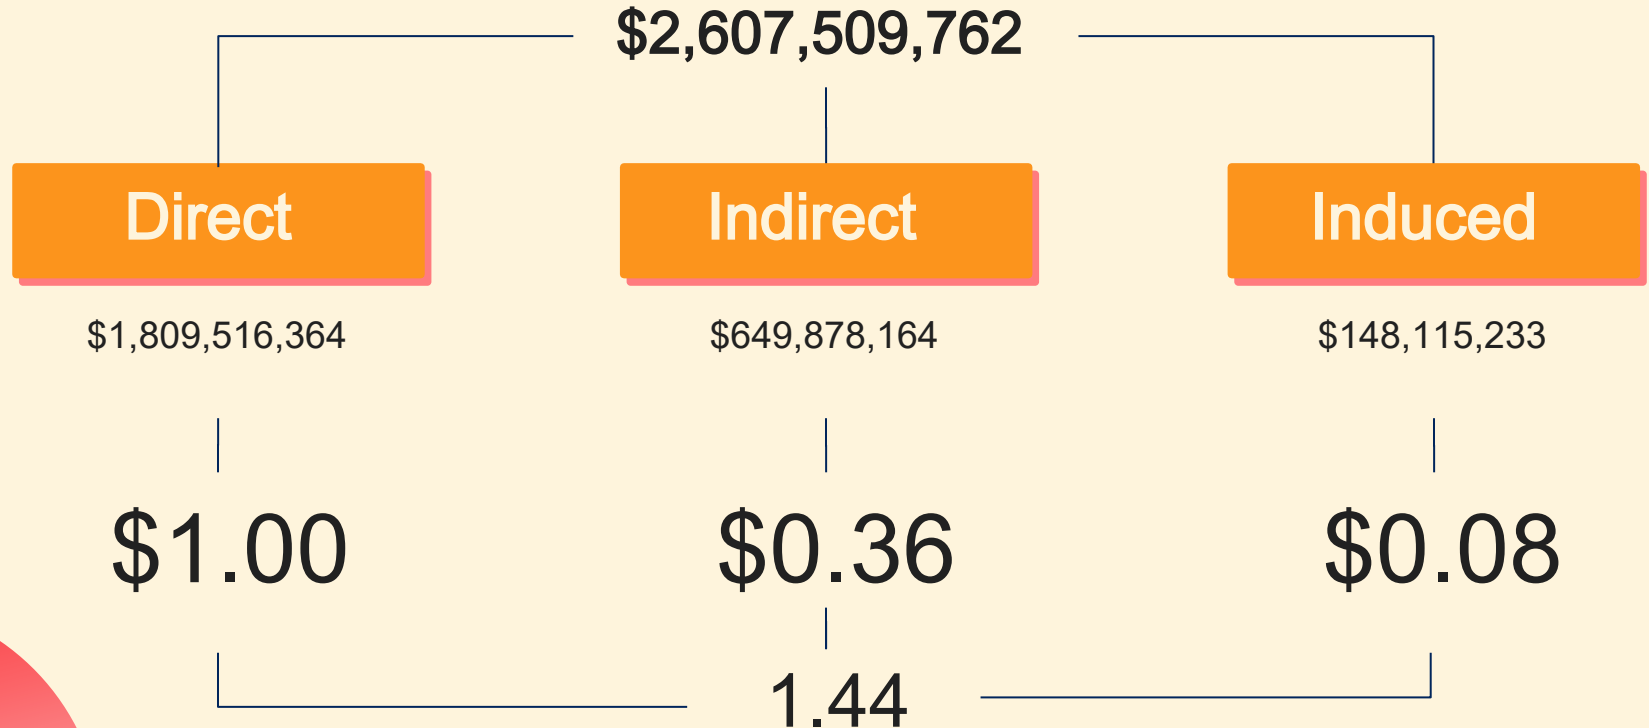 $2,607,509,762
Direct
Indirect
Induced
$1,809,516,364
$649,878,164
$148,115,233
$1.00
$0.36
$0.08
1.44